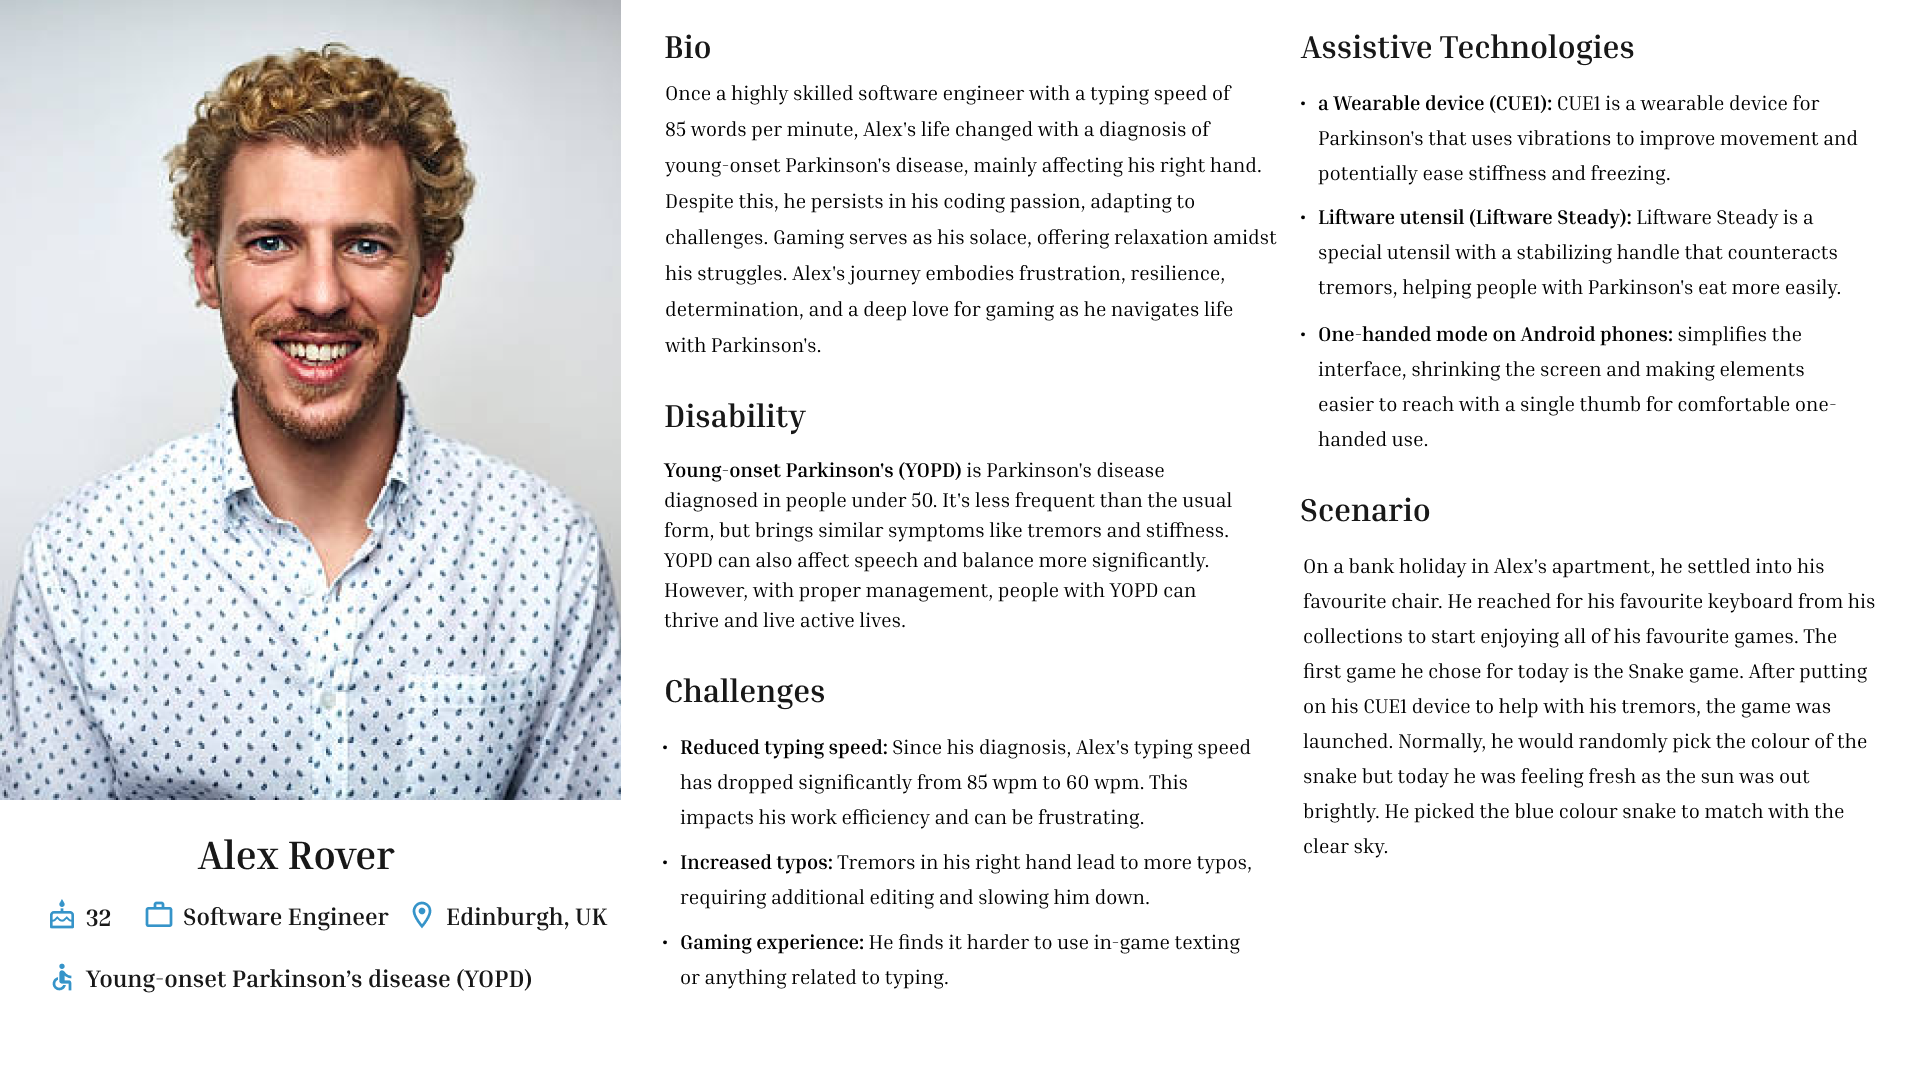 Alex Rover
32 Software Engineer Edinburgh, UK
Young-onset Parkinson’s disease (YOPD)
Bio
Once a highly skilled software engineer with a typing speed of
85 words per minute, Alex's life changed with a diagnosis of
young-onset Parkinson's disease, mainly affecting his right hand.
Despite this, he persists in his coding passion, adapting to
challenges. Gaming serves as his solace, offering relaxation amidst
his struggles. Alex's journey embodies frustration, resilience,
determination, and a deep love for gaming as he navigates life
with Parkinson's.
Disability
Young-onset Parkinson's (YOPD) is Parkinson's disease
diagnosed in people under 50. It's less frequent than the usual
form, but brings similar symptoms like tremors and stiffness.
YOPD can also affect speech and balance more significantly.
However, with proper management, people with YOPD can
thrive and live active lives.
Challenges
• Reduced typing speed: Since his diagnosis, Alex's typing speed
has dropped significantly from 85 wpm to 60 wpm. This
impacts his work efficiency and can be frustrating.
• Increased typos: Tremors in his right hand lead to more typos,
requiring additional editing and slowing him down.
• Gaming experience: He finds it harder to use in-game texting
or anything related to typing.
Assistive Technologies
• a Wearable device (CUE1): CUE1 is a wearable device for
Parkinson's that uses vibrations to improve movement and
potentially ease stiffness and freezing.
• Liftware utensil (Liftware Steady): Liftware Steady is a
special utensil with a stabilizing handle that counteracts
tremors, helping people with Parkinson's eat more easily.
• One-handed mode on Android phones: simplifies the
interface, shrinking the screen and making elements
easier to reach with a single thumb for comfortable one-
handed use.
Scenario
On a bank holiday in Alex's apartment, he settled into his
favourite chair. He reached for his favourite keyboard from his
collections to start enjoying all of his favourite games. The
first game he chose for today is the Snake game. After putting
on his CUE1 device to help with his tremors, the game was
launched. Normally, he would randomly pick the colour of the
snake but today he was feeling fresh as the sun was out
brightly. He picked the blue colour snake to match with the
clear sky.